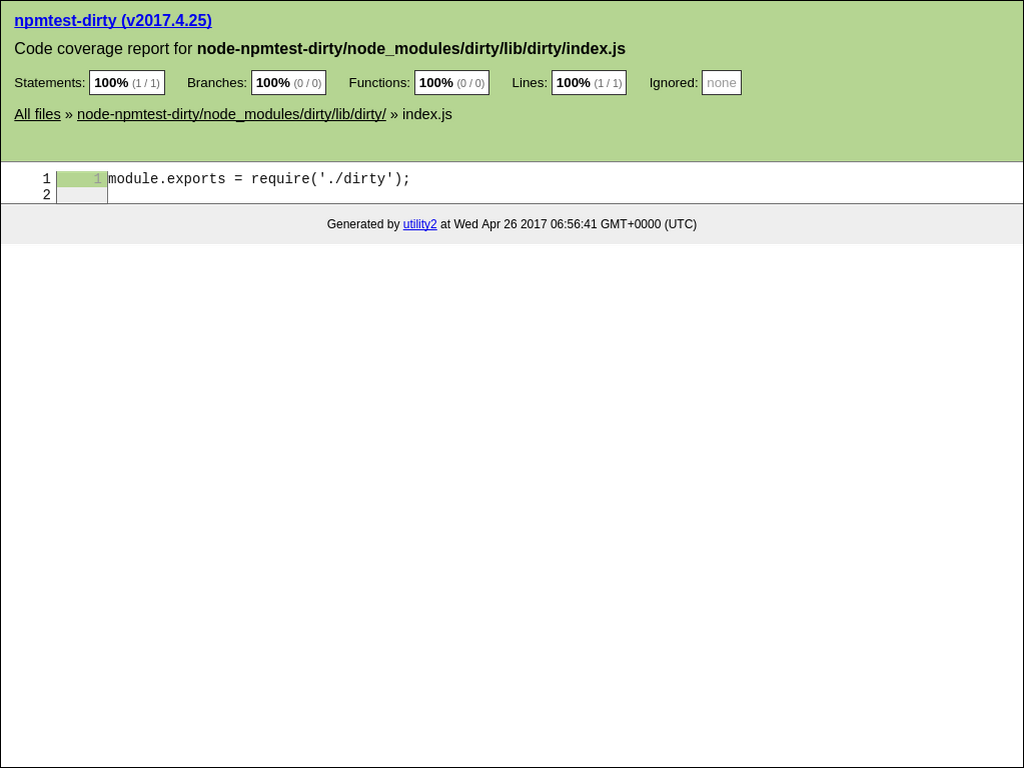 npmtest-dirty (v2017.4.25)
Code coverage report for node-npmtest-dirty/node_modules/dirty/lib/dirty/index.js
Statements: 100% (1 / 1) Branches: 100% (0 / 0) Functions: 100% (0 / 0) Lines: 100% (1 / 1) Ignored: none
All files » node-npmtest-dirty/node_modules/dirty/lib/dirty/ » index.js
1 1 module.exports = require('./dirty');
2
Generated by utility2 at Wed Apr 26 2017 06:56:41 GMT+0000 (UTC)